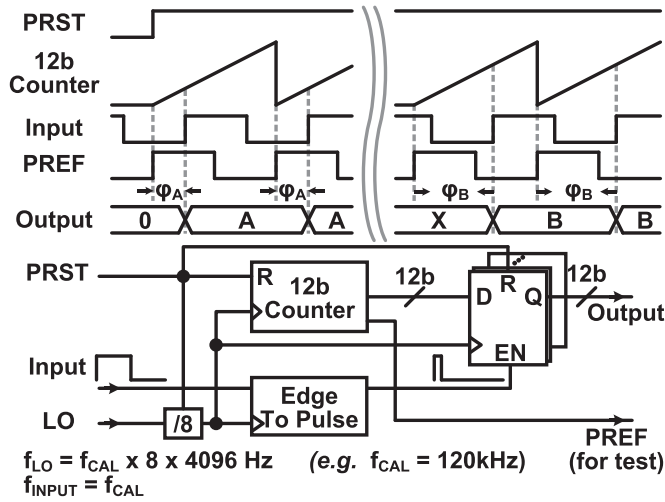 PRST
12b
Counter
Input
PREF
φA φA φB φB
Output 0 A A X B B
PRST
R 12b
Counter
12b
D R Q
12b
Output
EN
Input
Edge
To Pulse
LO
/8
PREF
(for test)
fLO = fCAL x 8 x 4096 Hz (e.g. fCAL = 120kHz)
fINPUT = fCAL